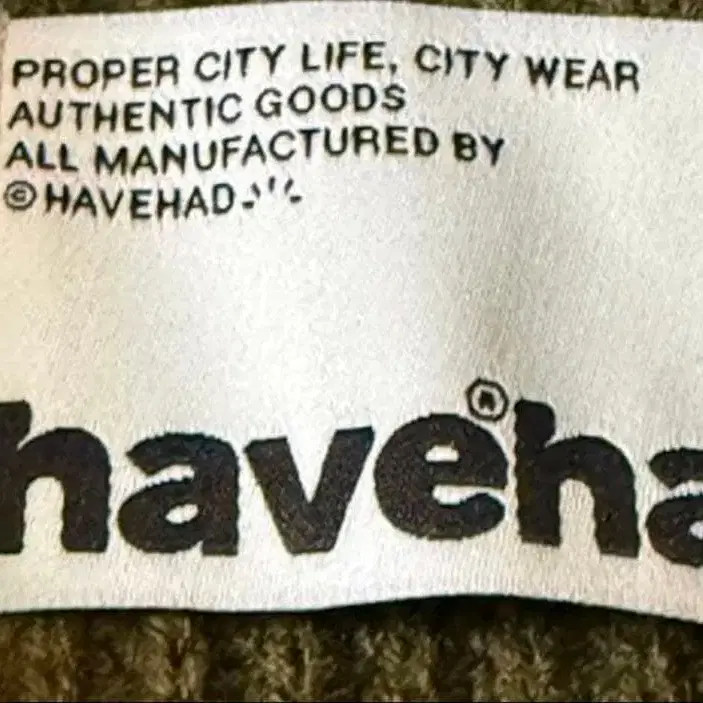 PROPER CITY LIFE, CITY WEAR
AUTHENTIC GOODS
ALL MANUFACTURED BY
©HAVEHAD
haveha®